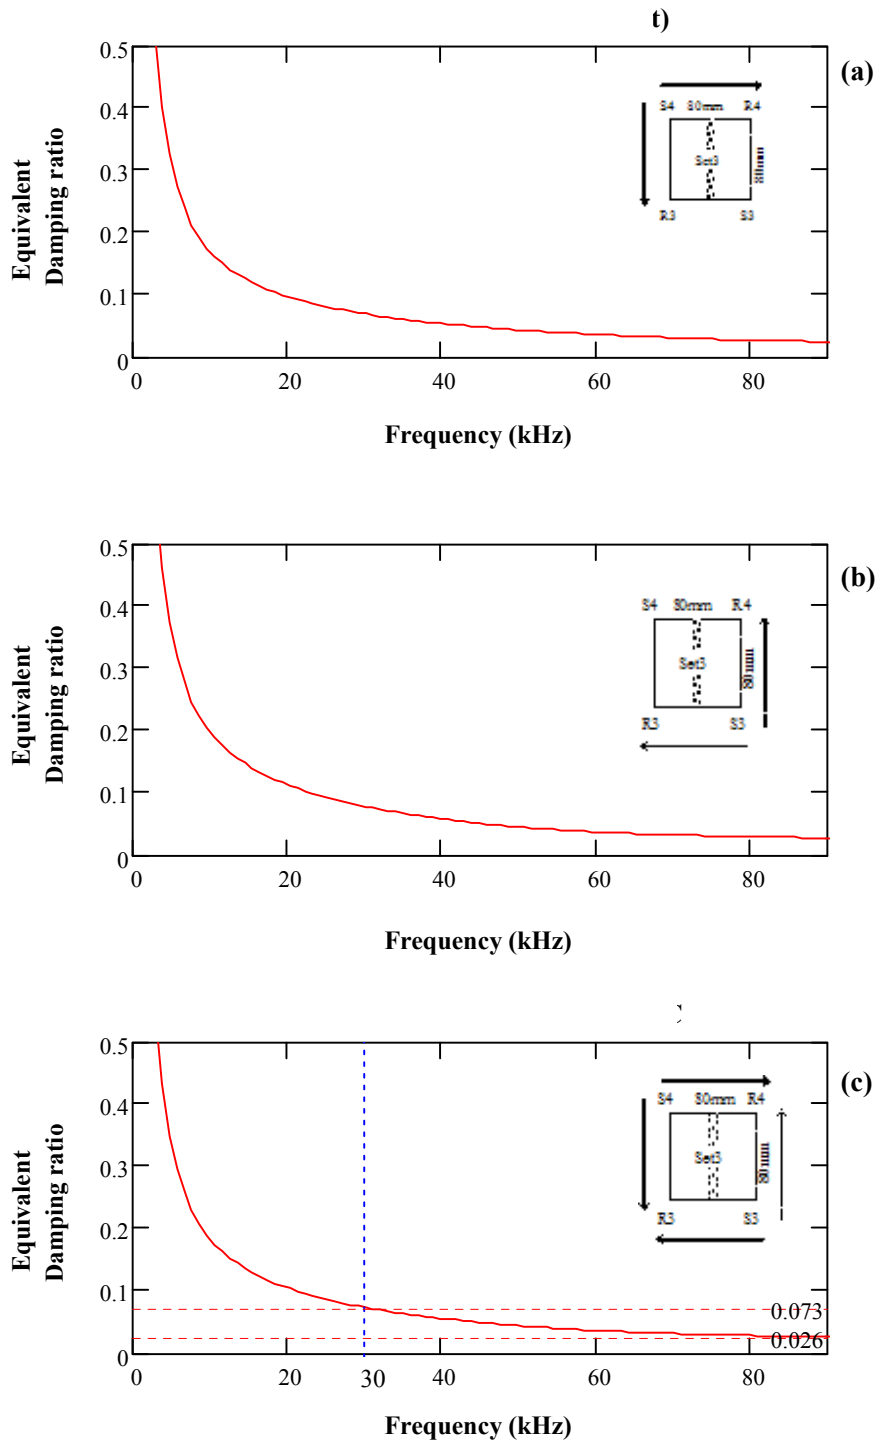 t)
(a)
0.5
0.4
0.3
0.2
0.1
0
Equivalent
Damping ratio
S4 80mm R4
Set3
80mm
R3 S3
0 20 40 60 80
Frequency (kHz)
(b)
0.5
0.4
0.3
0.2
0.1
0
Equivalent
Damping ratio
S4 80mm R4
Set3
80mm
R3 S3
0 20 40 60 80
Frequency (kHz)
(c)
0.5
0.4
0.3
0.2
0.1
0
Equivalent
Damping ratio
S4 80mm R4
Set3
80mm
R3 S3
0.073
0.026
0 20 30 40 60 80
Frequency (kHz)